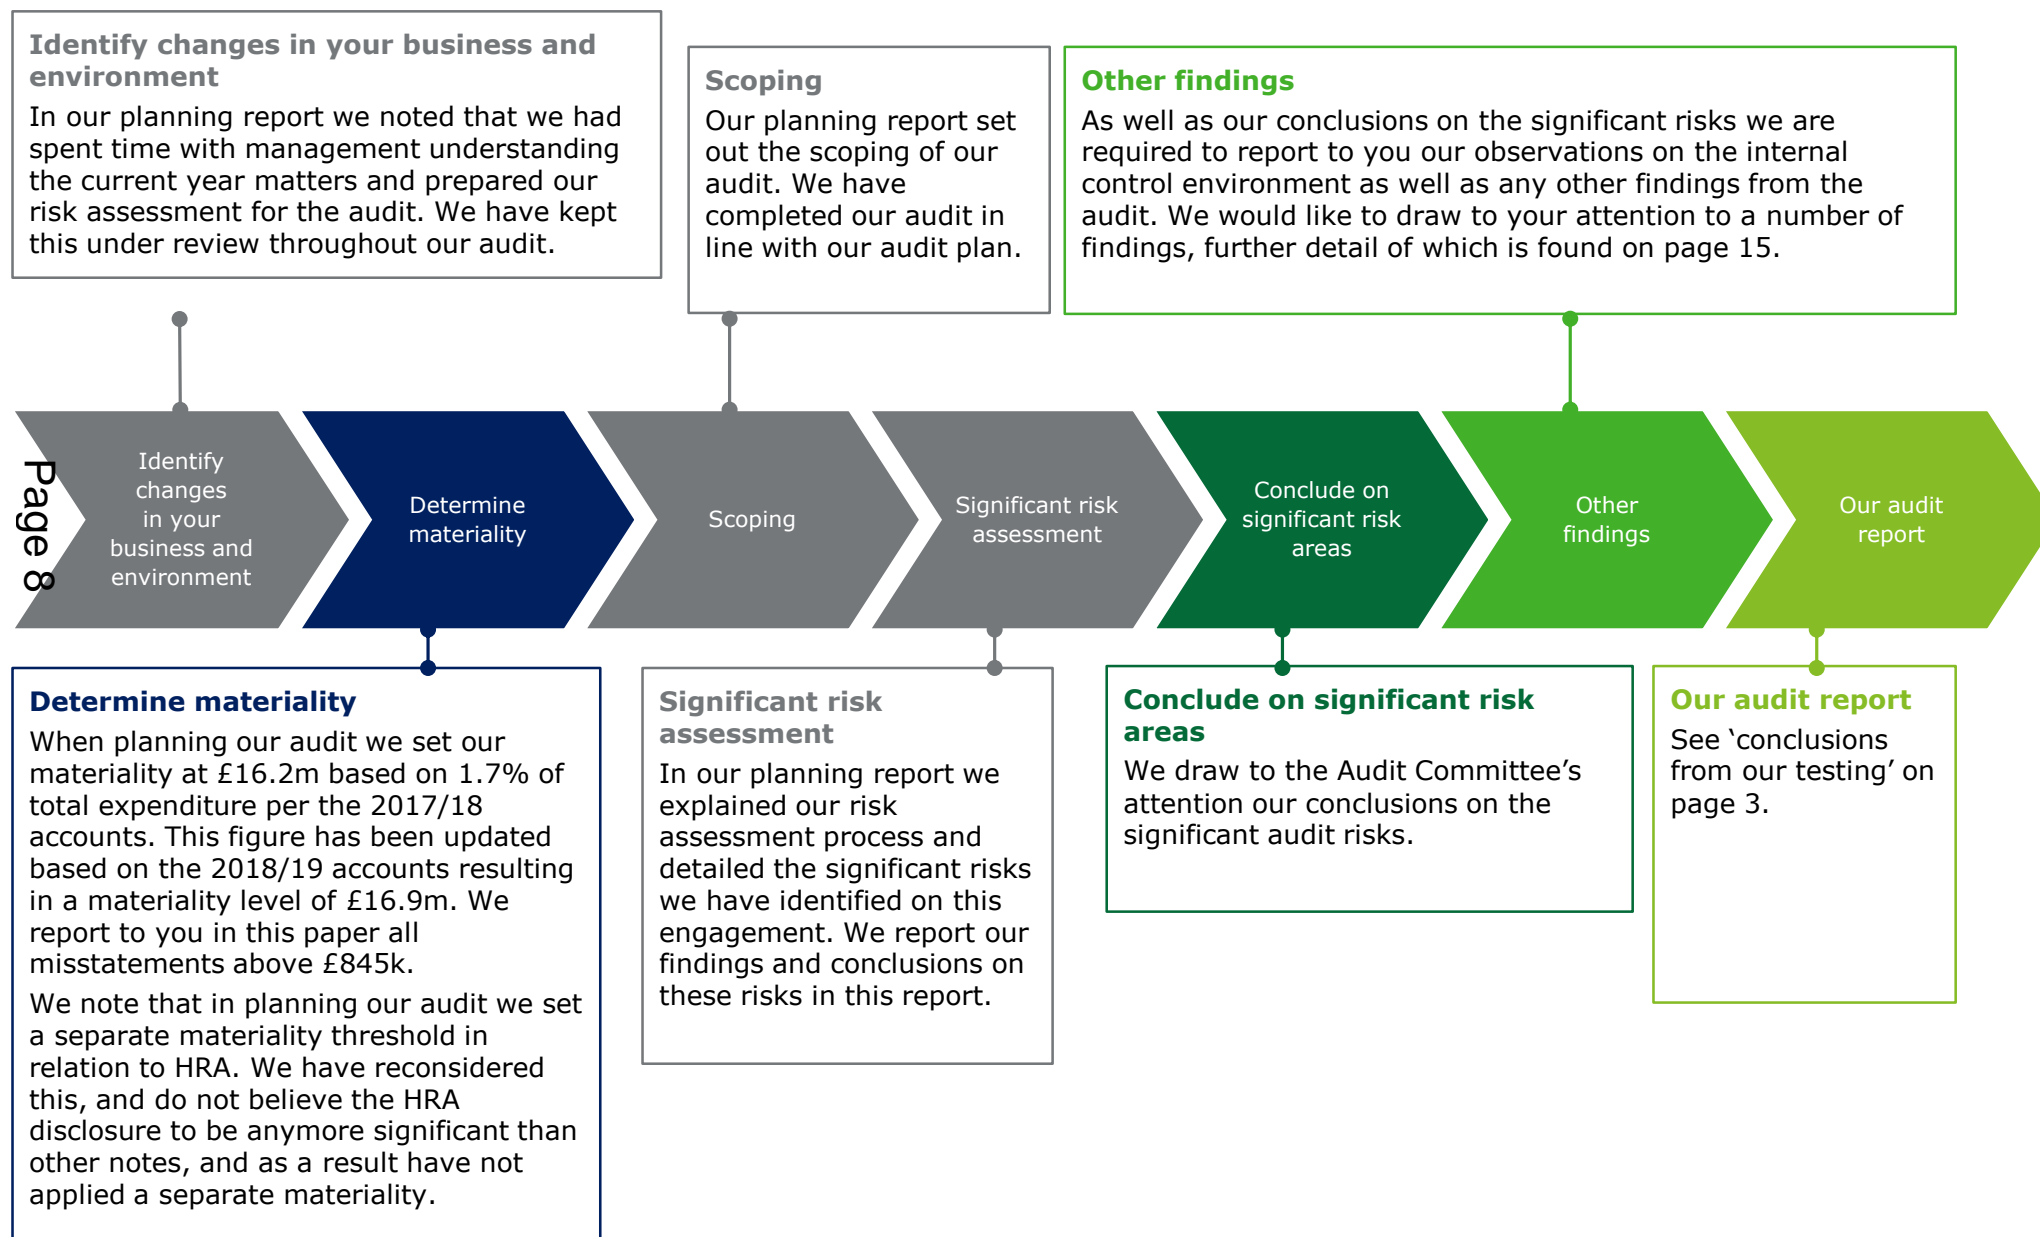 Identify changes in your business and
environment
In our planning report we noted that we had
spent time with management understanding
the current year matters and prepared our
risk assessment for the audit. We have kept
this under review throughout our audit.
Scoping
Our planning report set
out the scoping of our
audit. We have
completed our audit in
line with our audit plan.
Other findings
As well as our conclusions on the significant risks we are
required to report to you our observations on the internal
control environment as well as any other findings from the
audit. We would like to draw to your attention to a number of
findings, further detail of which is found on page 15.
Page 8
Identify
changes
in your
business and
environment
Determine
materiality
Scoping
Significant risk
assessment
Conclude on
significant risk
areas
Other
findings
Our audit
report
Determine materiality
When planning our audit we set our
materiality at £16.2m based on 1.7% of
total expenditure per the 2017/18
accounts. This figure has been updated
based on the 2018/19 accounts resulting
in a materiality level of £16.9m. We
report to you in this paper all
misstatements above £845k.
We note that in planning our audit we set
a separate materiality threshold in
relation to HRA. We have reconsidered
this, and do not believe the HRA
disclosure to be anymore significant than
other notes, and as a result have not
applied a separate materiality.
Significant risk
assessment
In our planning report we
explained our risk
assessment process and
detailed the significant risks
we have identified on this
engagement. We report our
findings and conclusions on
these risks in this report.
Conclude on significant risk
areas
We draw to the Audit Committee’s
attention our conclusions on the
significant audit risks.
Our audit report
See ‘conclusions
from our testing’ on
page 3.